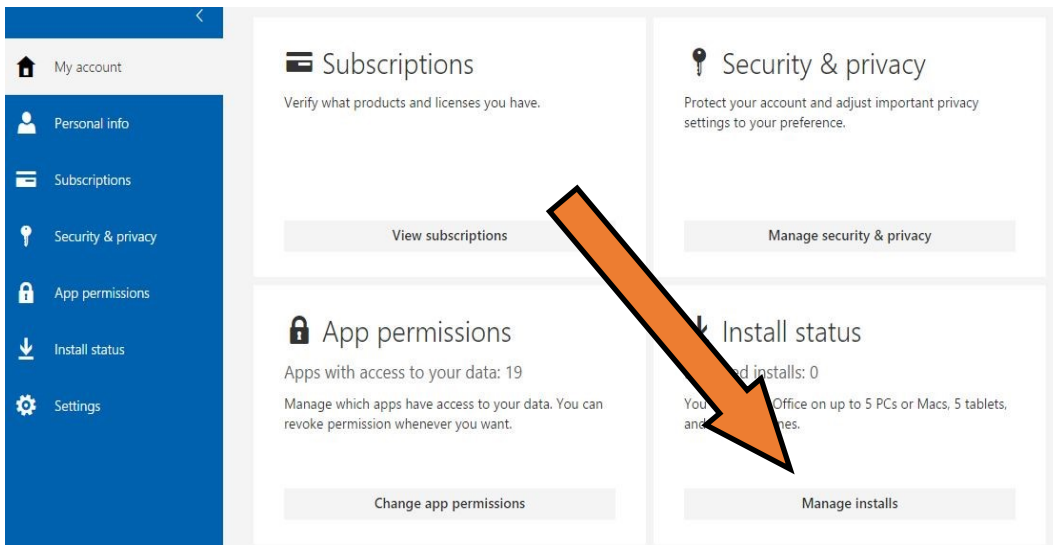 My account
Personal info
Subscriptions
Security & privacy
App permissions
Install status
Settings
Subscriptions
Verify what products and licenses you have.
View subscriptions
Security & privacy
Protect your account and adjust important privacy
settings to your preference.
Manage security & privacy
App permissions
Apps with access to your data: 19
Manage which apps have access to your data. You can
revoke permission whenever you want.
Change app permissions
Install status
installs: 0
You Office on up to 5 PCs or Macs, 5 tablets,
and
Manage installs